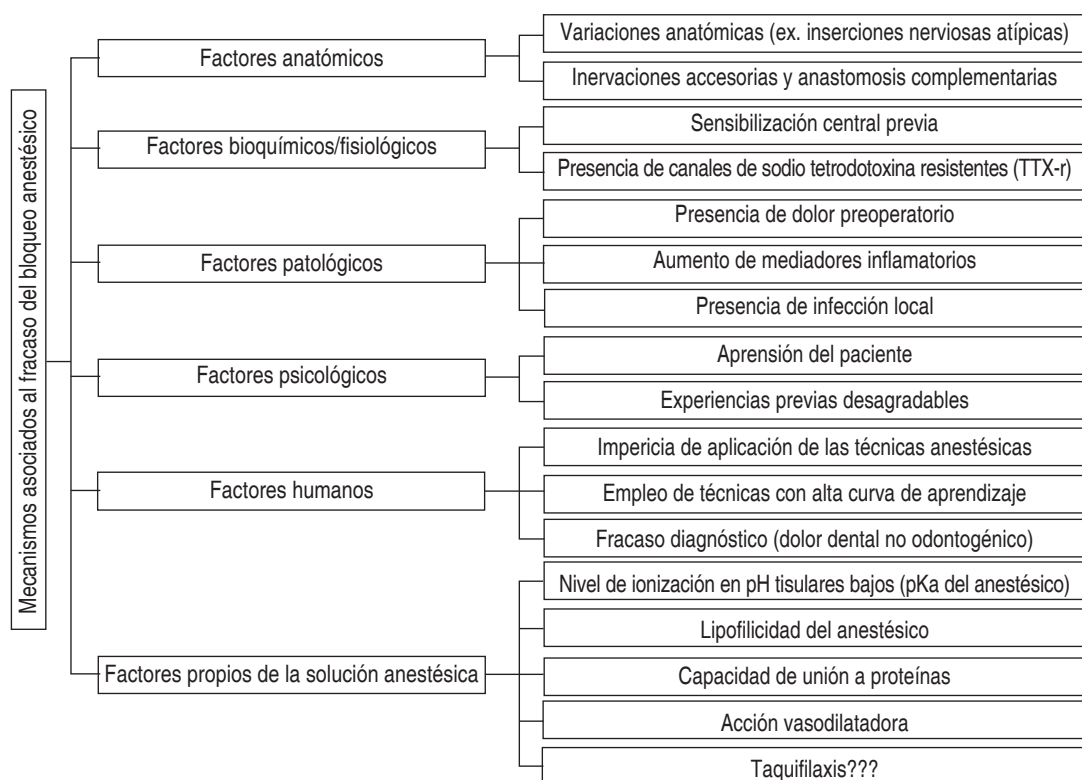 Mecanismos asociados al fracaso del bloqueo anestésico
Factores anatómicos
Variaciones anatómicas (ex. inserciones nerviosas atípicas)
Inervaciones accesorias y anastomosis complementarias
Factores bioquímicos/fisiológicos
Sensibilización central previa
Presencia de canales de sodio tetrodotoxina resistentes (TTX-r)
Factores patológicos
Presencia de dolor preoperatorio
Aumento de mediadores inflamatorios
Presencia de infección local
Factores psicológicos
Aprensión del paciente
Experiencias previas desagradables
Factores humanos
Impericia de aplicación de las técnicas anestésicas
Empleo de técnicas con alta curva de aprendizaje
Fracaso diagnóstico (dolor dental no odontogénico)
Factores propios de la solución anestésica
Nivel de ionización en pH tisulares bajos (pKa del anestésico)
Lipofilicidad del anestésico
Capacidad de unión a proteínas
Acción vasodilatadora
Taquifilaxis???